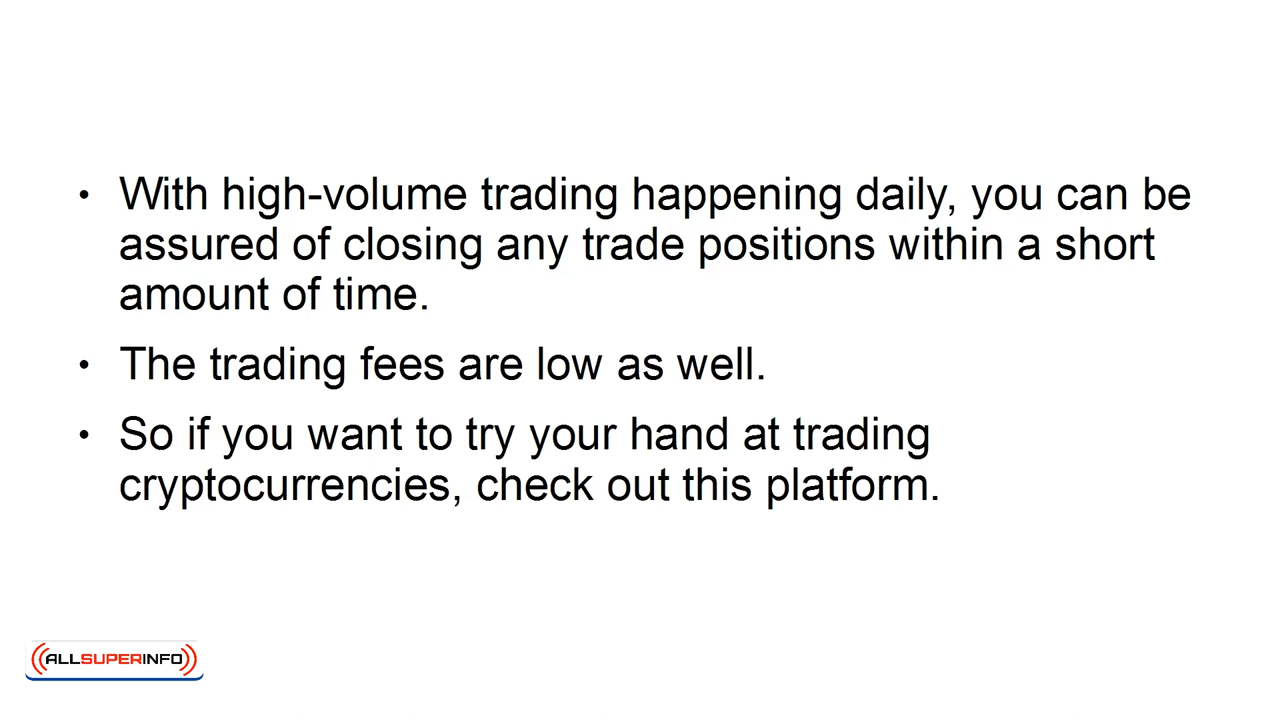 • With high-volume trading happening daily, you can be
assured of closing any trade positions within a short
amount of time.
• The trading fees are low as well.
• So if you want to try your hand at trading
cryptocurrencies, check out this platform.
ALLSUPERINFO